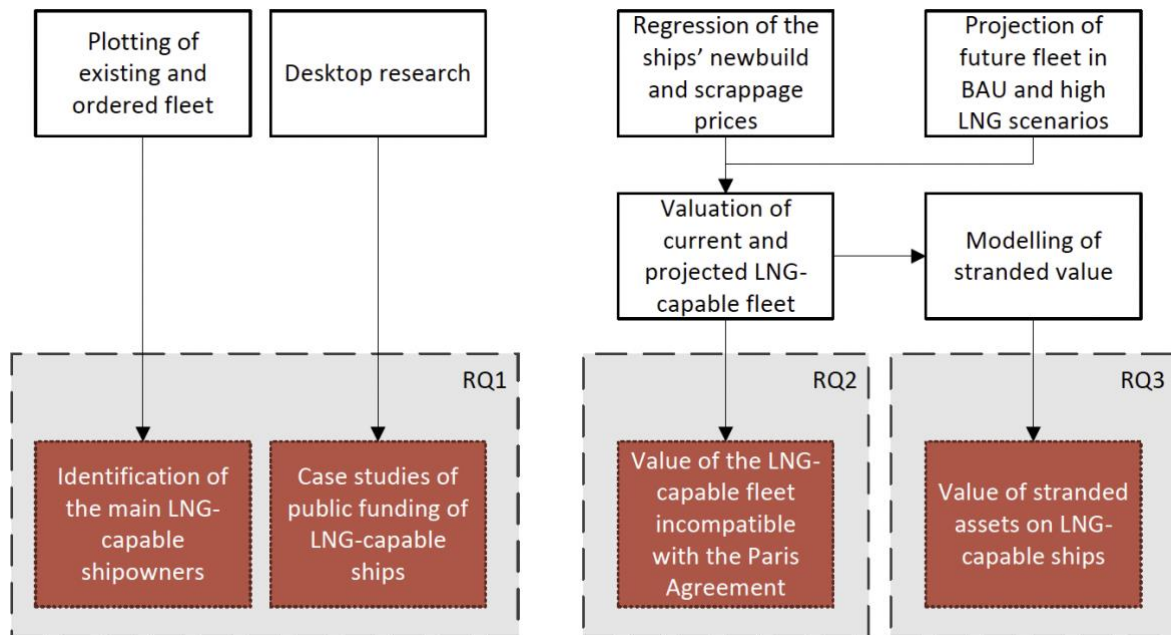 Plotting of
existing and
ordered fleet
Desktop research
Regression of the
ships’ newbuild
and scrappage
prices
Projection of
future fleet in
BAU and high
LNG scenarios
Valuation of
current and
projected LNG-
capable fleet
Modelling of
stranded value
RQ1
Identification of
the main LNG-
capable
shipowners
Case studies of
public funding of
LNG-capable
ships
RQ2
Value of the LNG-
capable fleet
incompatible
with the Paris
Agreement
RQ3
Value of stranded
assets on LNG-
capable ships